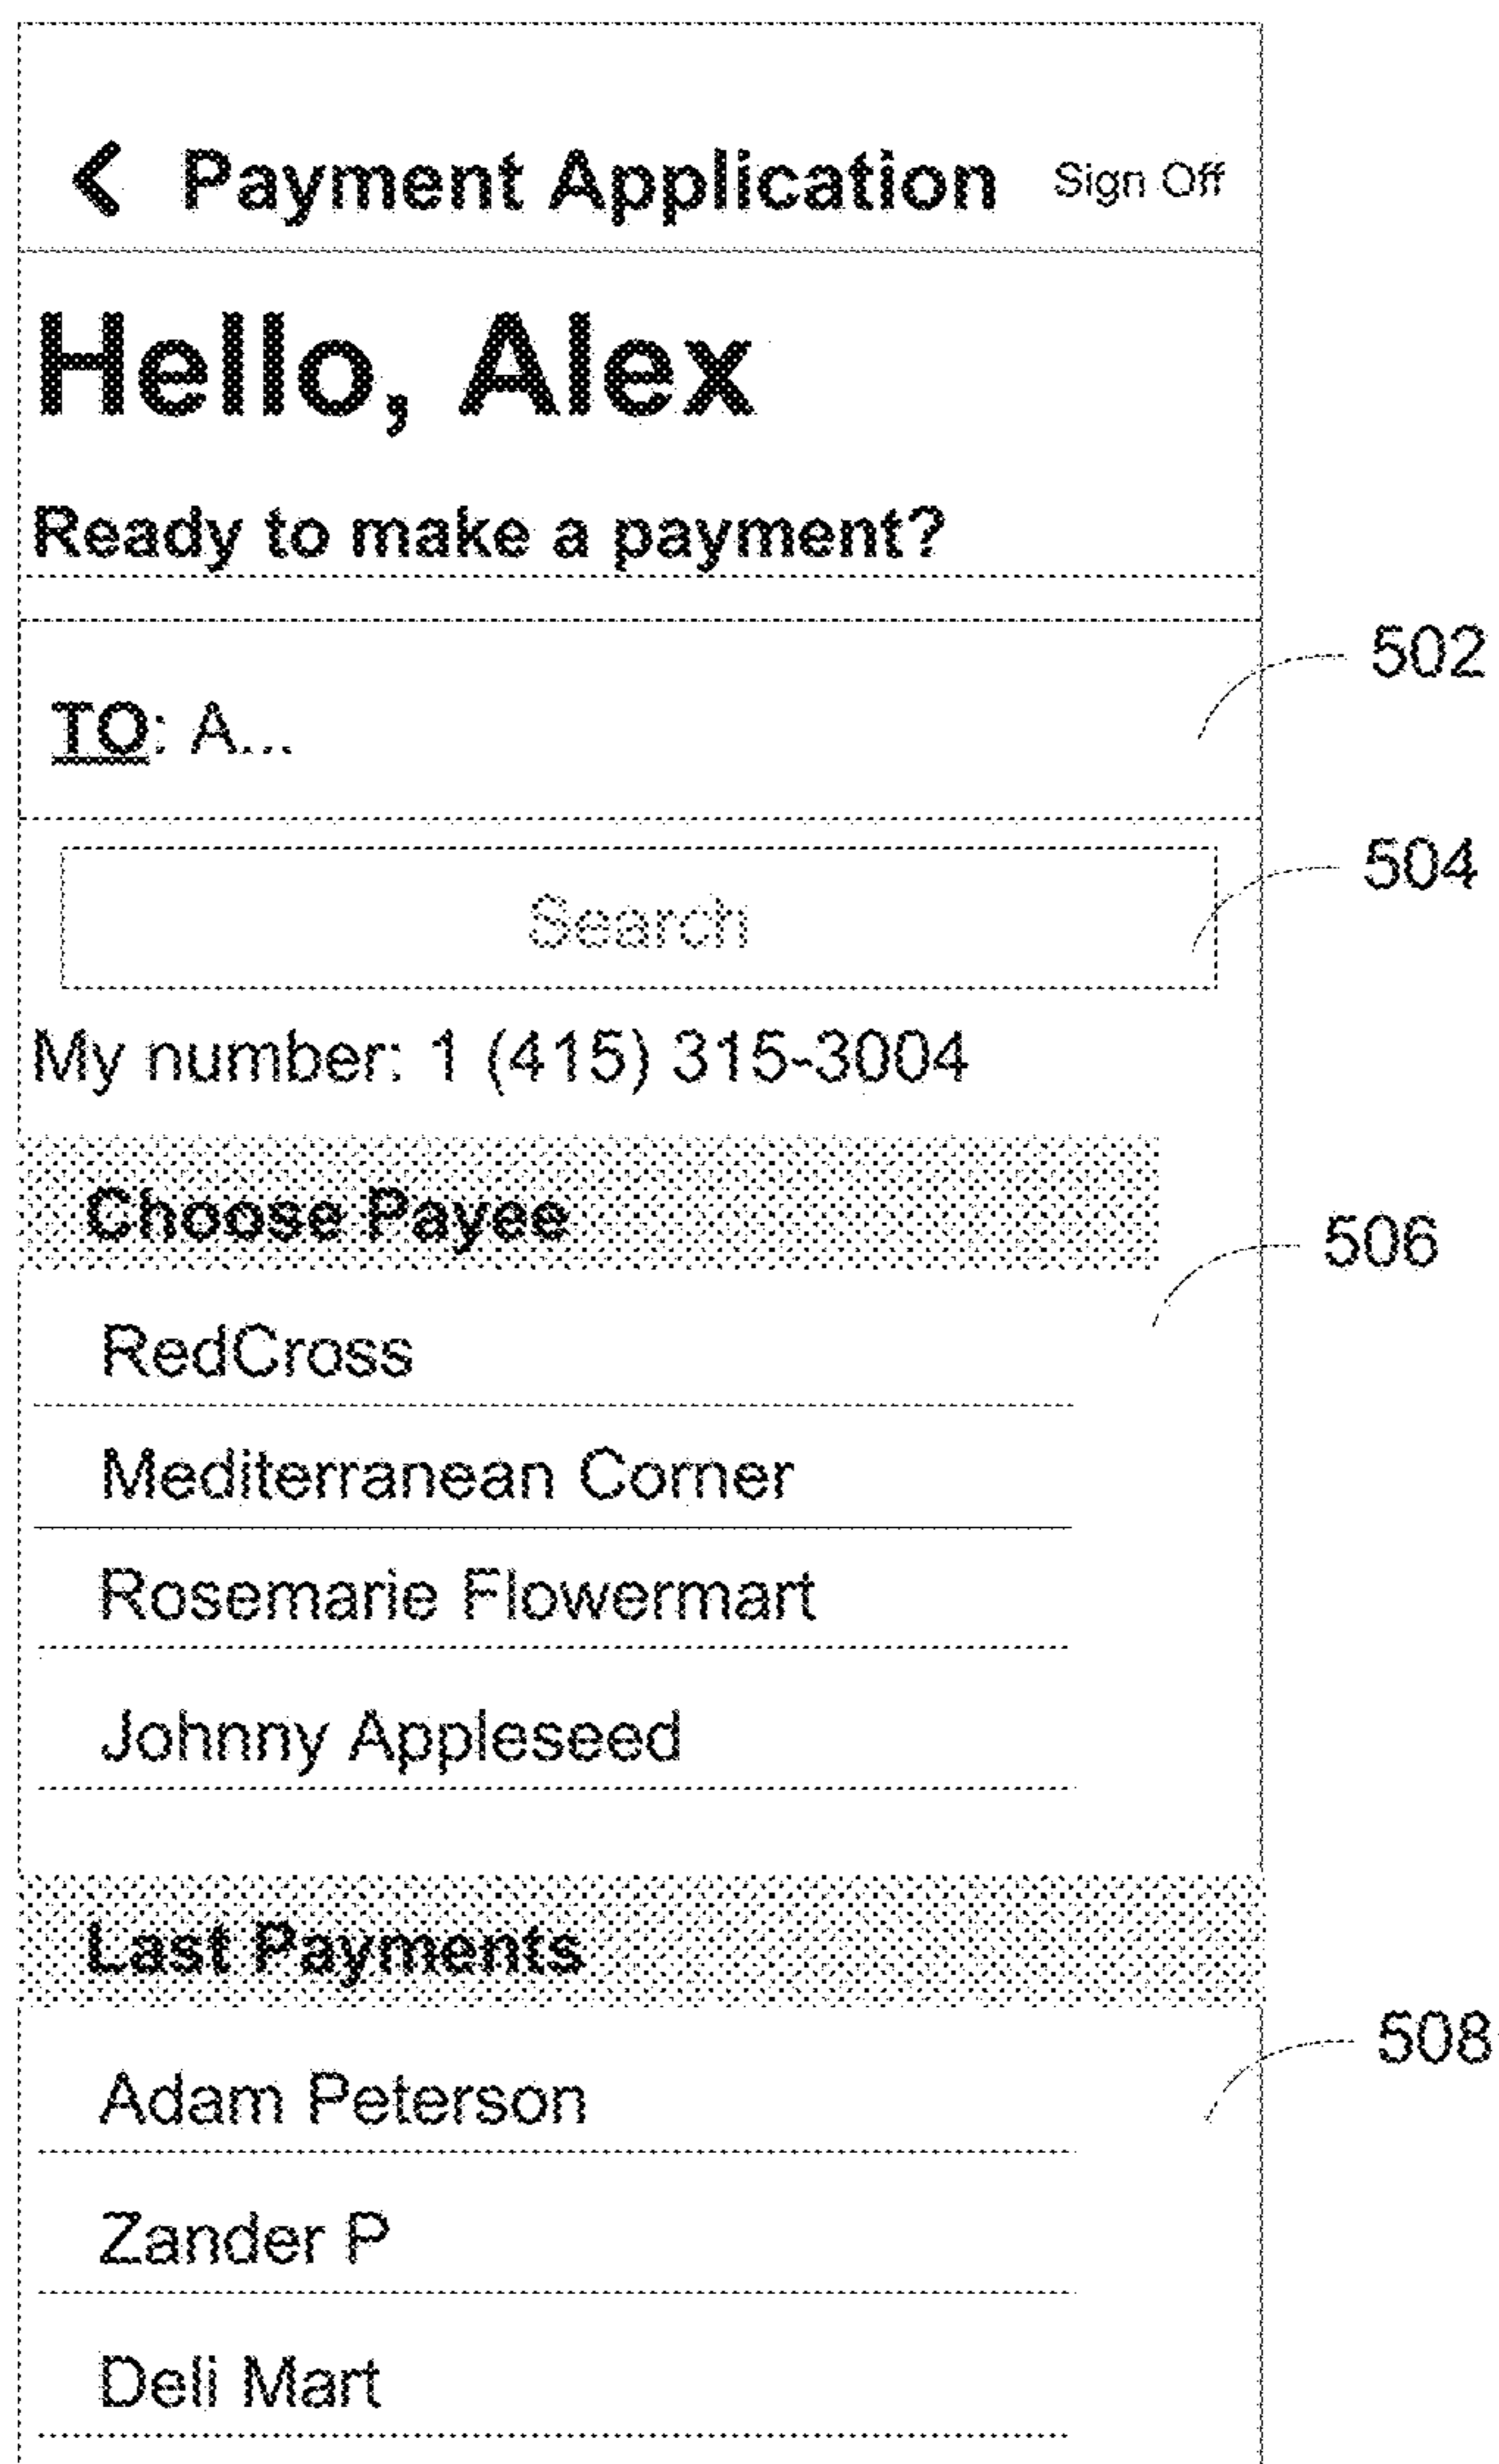 < Payment Application Sign Off
Hello, Alex
Ready to make a payment?
502
TO: A...
504
Search
My number: 1 (415) 315-3004
Choose Payee
506
RedCross
Mediterranean Corner
Rosemarie Flowermart
Johnny Appleseed
Last Payments
508
Adam Peterson
Zander P
Deli Mart